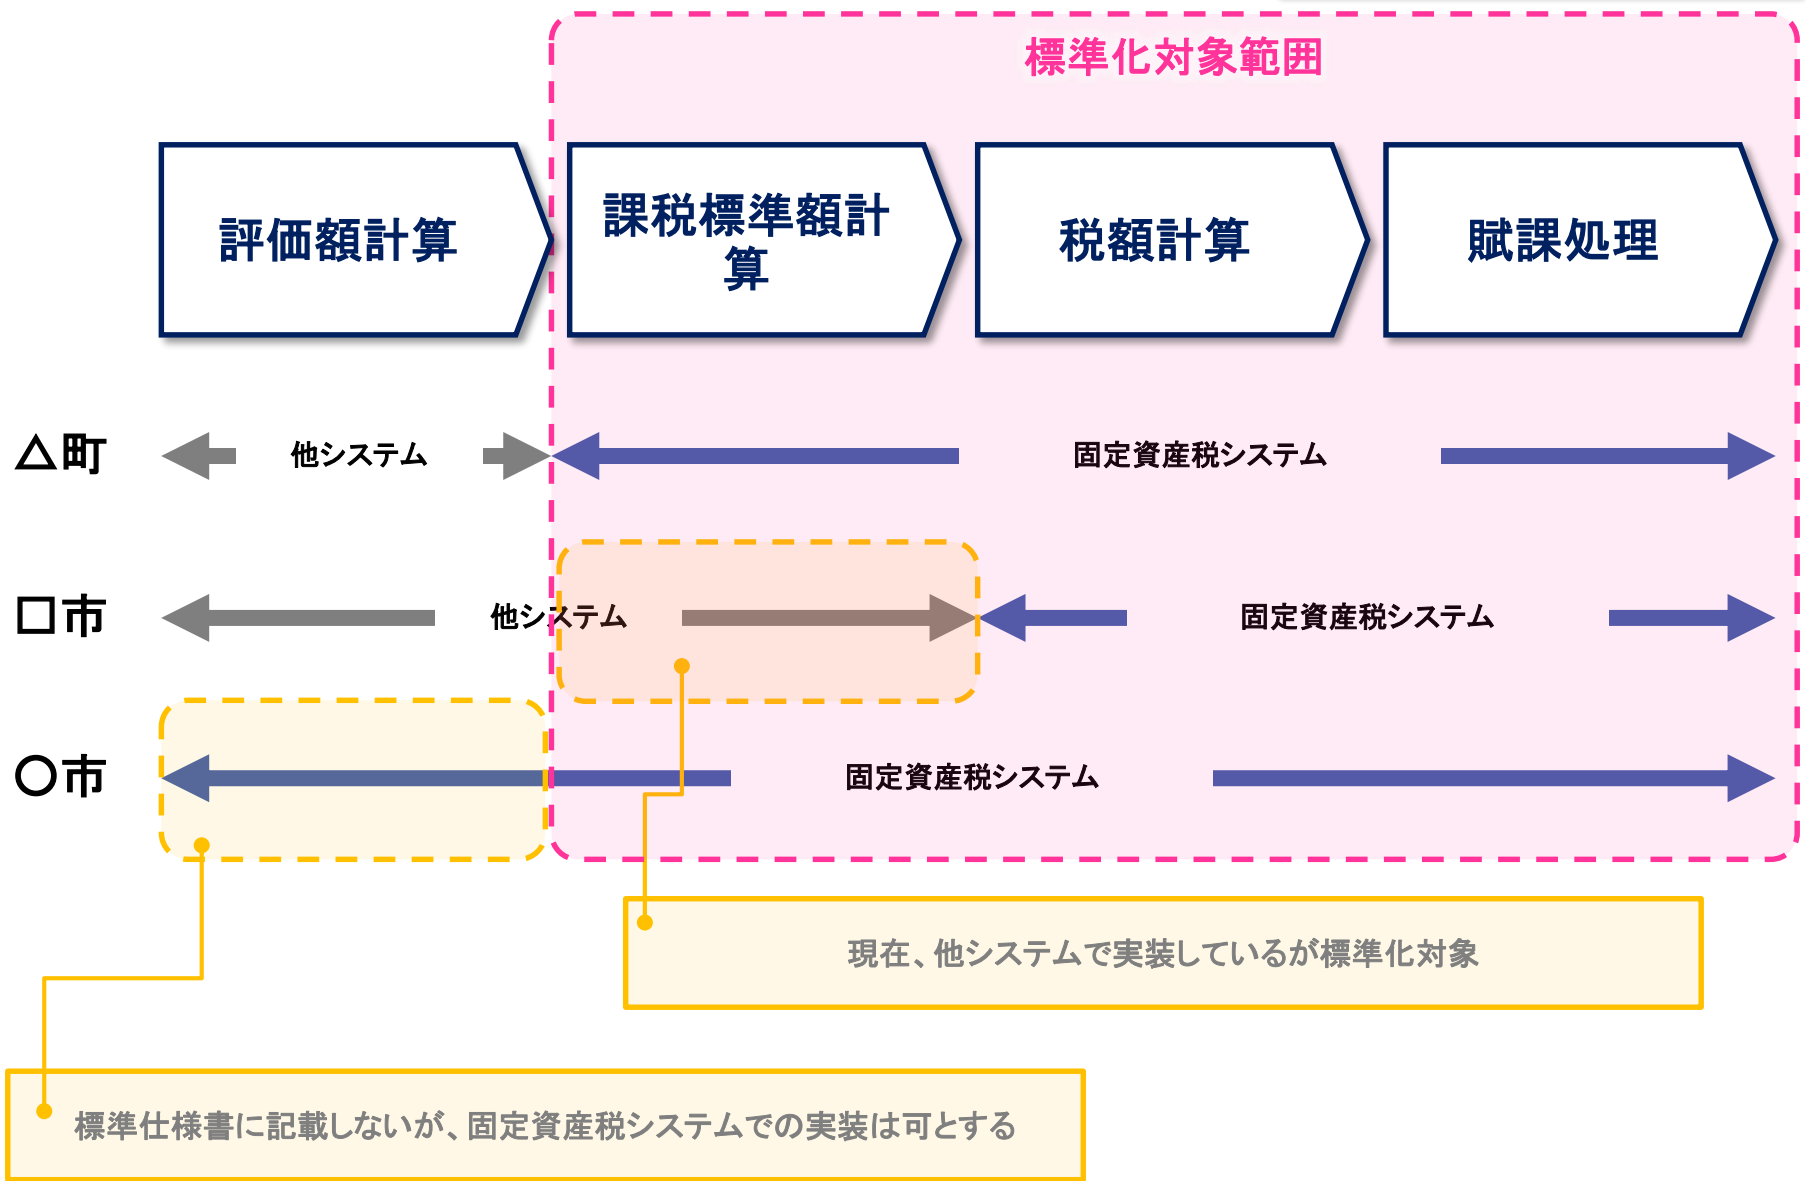 標準化対象範囲
評価額計算
課税標準額計
算
税額計算
賦課処理
△町
他システム
固定資産税システム
□市
他システム
固定資産税システム
〇市
固定資産税システム
現在、他システムで実装しているが標準化対象
標準仕様書に記載しないが、固定資産税システムでの実装は可とする